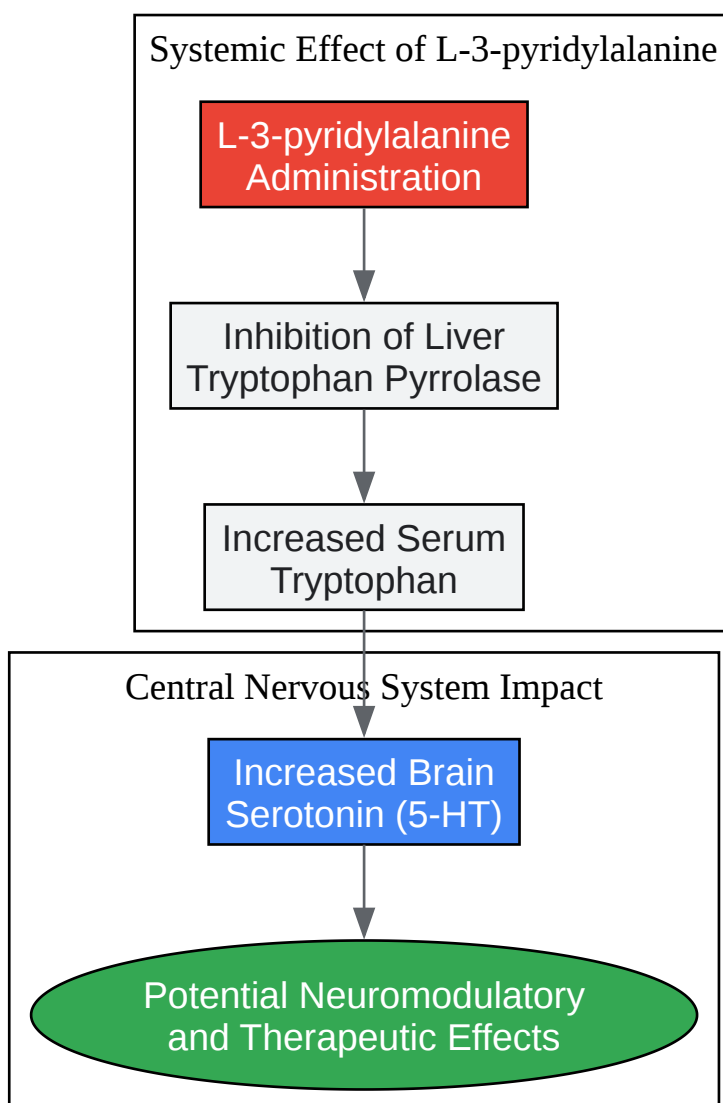 Systemic Effect of L-3-pyridylalanine
L-3-pyridylalanine
Administration
Inhibition of Liver
Tryptophan Pyrrolase
Increased Serum
Tryptophan
Central Nervous System Impact
Increased Brain
Serotonin (5-HT)
Potential Neuromodulatory
and Therapeutic Effects